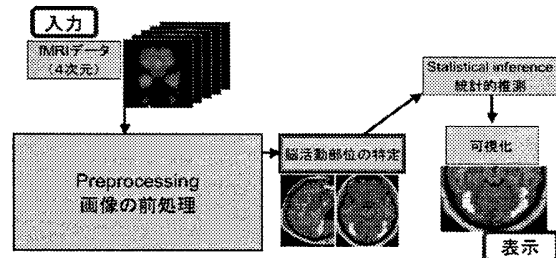 入力
fMRIデータ
(4次元)
Preprocessing
画像の前処理
脳活動部位の特定
Statistical inference
統計的推測
可視化
表示